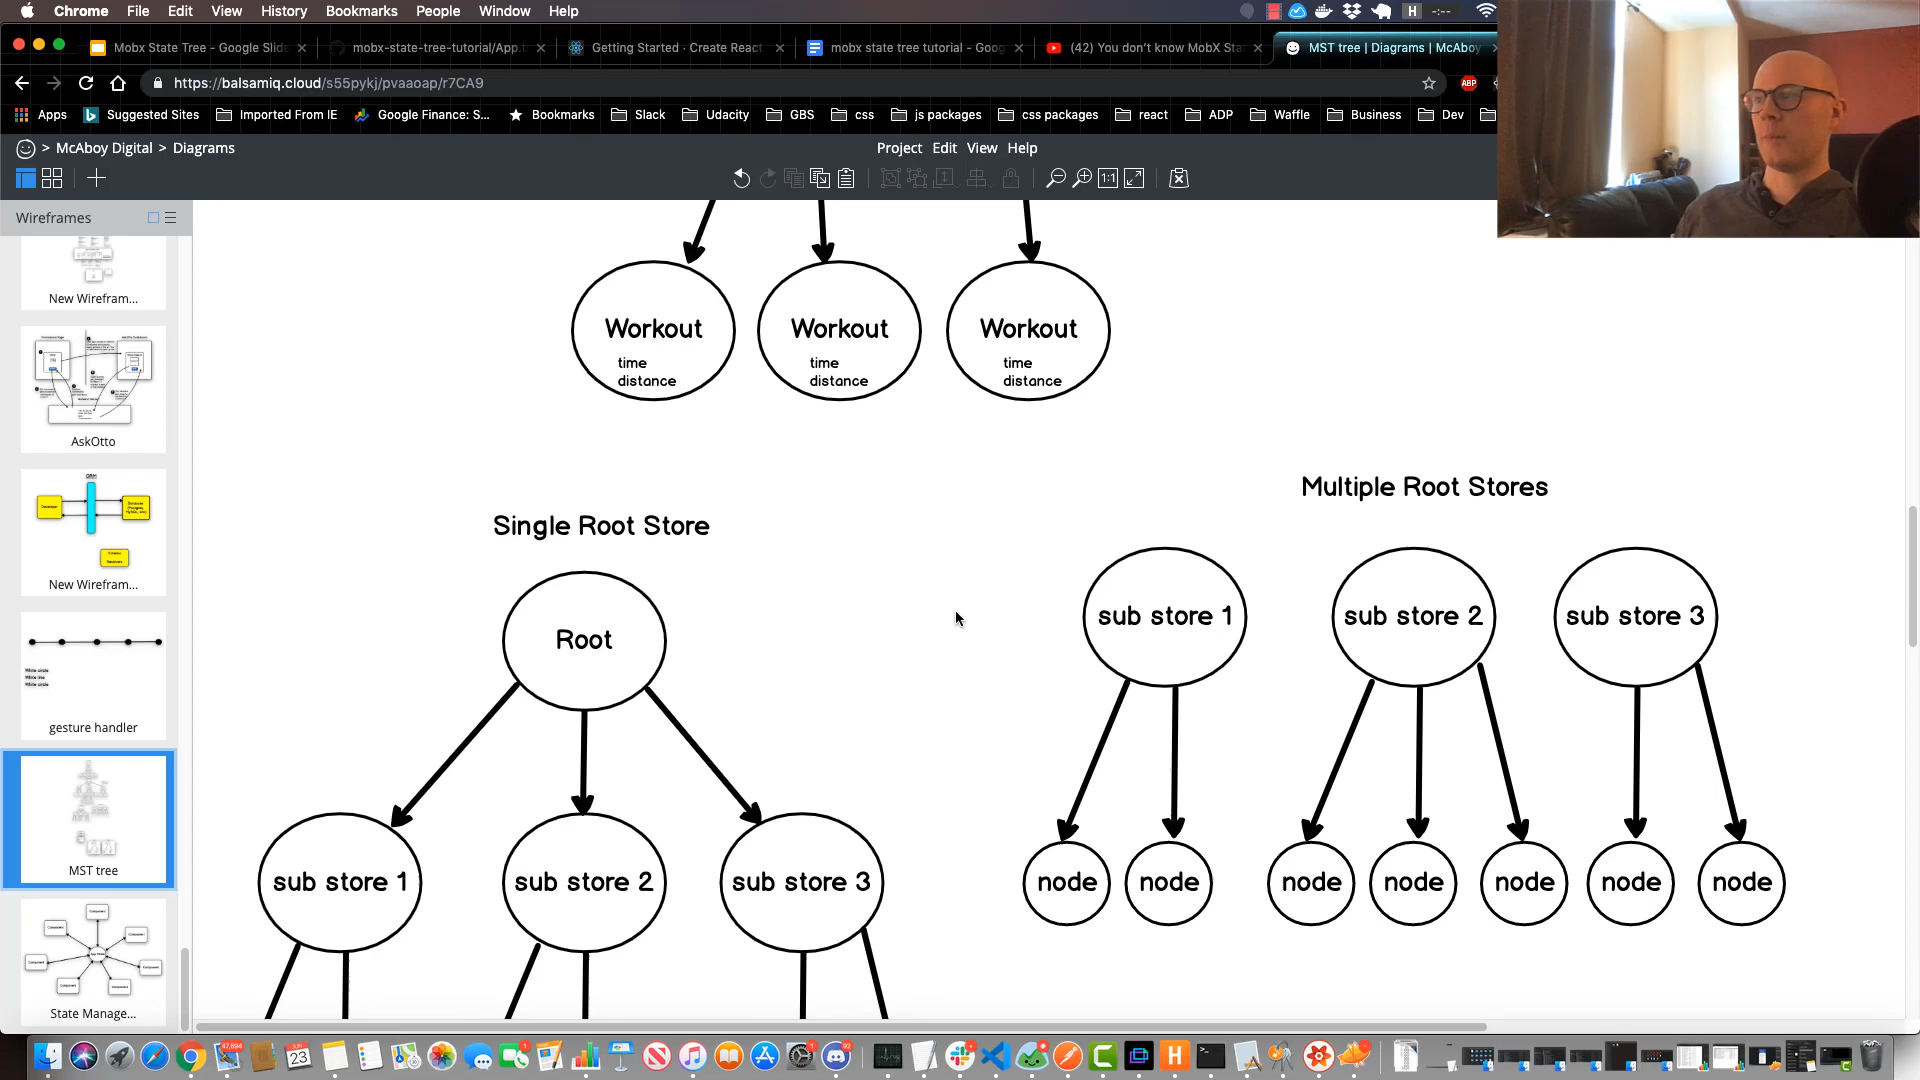 Chrome File Edit View History Bookmarks People Window Help
Mobx State Tree - Google Slide
mobx-state-tree-tutorial/App.t
Getting Started · Create React
mobx state tree tutorial - Goog
(42) You don't know MobX Sta
MST tree | Diagrams | McAboy
https://balsamiq.cloud/s55pykj/pvaaoap/r7CA9
ABP
Apps Suggested Sites Imported From IE Google Finance: S... Bookmarks Slack Udacity GBS css js packages css packages react ADP Waffle Business Dev
> McAboy Digital > Diagrams
Project Edit View Help
1:1
Wireframes
New Wirefram...
AskOtto
New Wirefram...
gesture handler
MST tree
State Manage...
Workout
time
distance
Workout
time
distance
Workout
time
distance
Single Root Store
Root
sub store 1
sub store 2
sub store 3
Multiple Root Stores
sub store 1
sub store 2
sub store 3
node
node
node
node
node
node
node